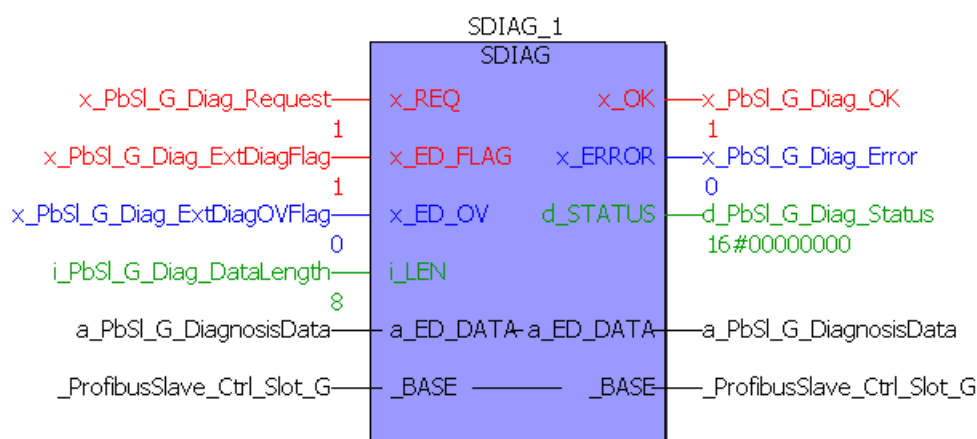 SDIAG_1
SDIAG
x_PbSl_G_Diag_Request x_REQ x_OK x_PbSl_G_Diag_OK
1 1
x_PbSl_G_Diag_ExtDiagFlag x_ED_FLAG x_ERROR x_PbSl_G_Diag_Error
1 0
x_PbSl_G_Diag_ExtDiagOVFlag x_ED_OV d_STATUS d_PbSl_G_Diag_Status
0 16#00000000
i_PbSl_G_Diag_DataLength i_LEN
8
a_PbSl_G_DiagnosisData a_ED_DATA a_ED_DATA a_PbSl_G_DiagnosisData
_ProfibusSlave_Ctrl_Slot_G _BASE _BASE _ProfibusSlave_Ctrl_Slot_G